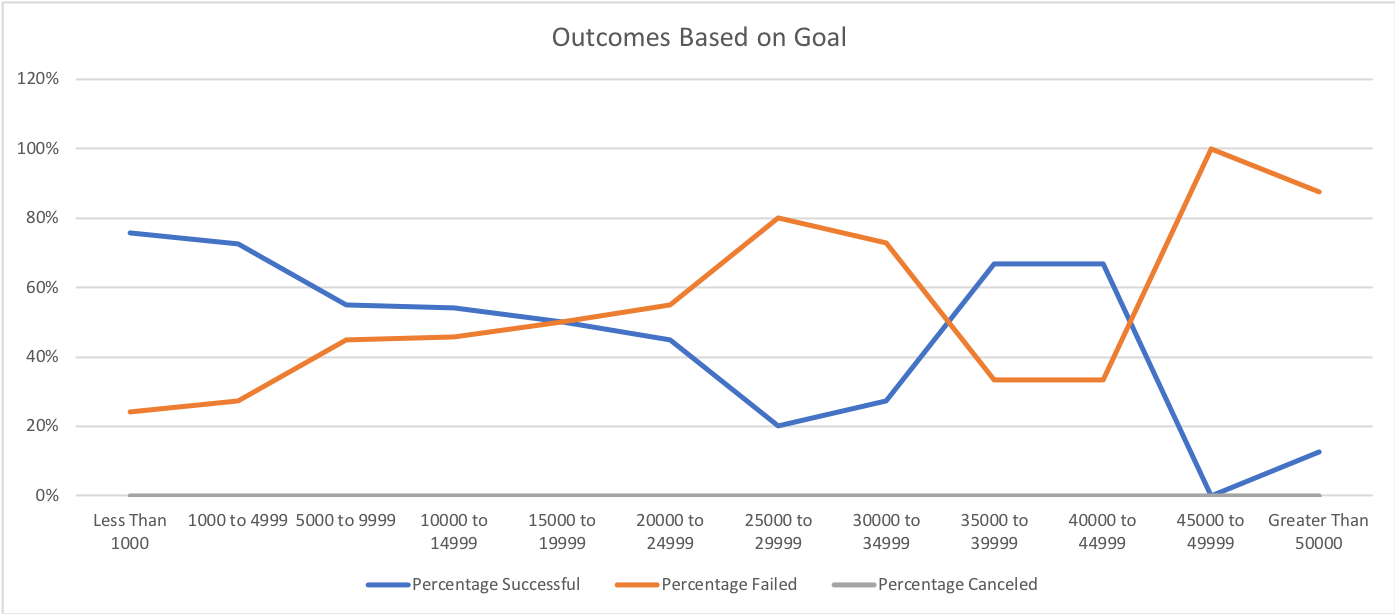 Outcomes Based on Goal
120%
100%
80%
60%
40%
20%
0%
Less Than 1000 to 4999 5000 to 9999 10000 to 15000 to 20000 to 25000 to 30000 to 35000 to 40000 to 45000 to Greater Than
1000 14999 19999 24999 29999 34999 39999 44999 49999 50000
Percentage Successful Percentage Failed Percentage Canceled